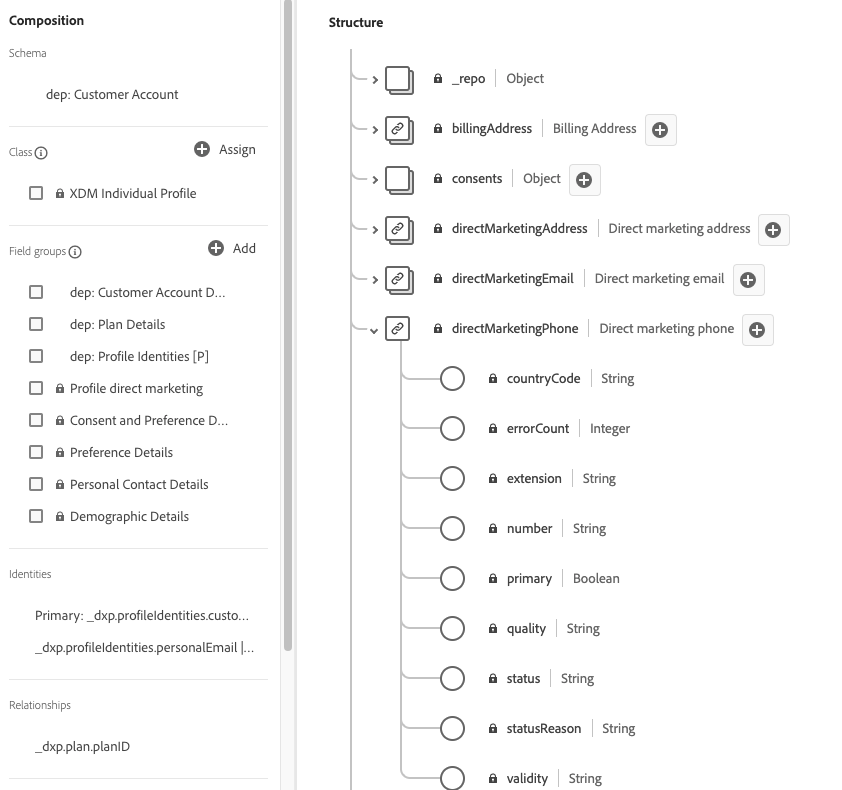 Composition
Schema
dep: Customer Account
Class
Assign
XDM Individual Profile
Field groups
Add
dep: Customer Account D...
dep: Plan Details
dep: Profile Identities [P]
Profile direct marketing
Consent and Preference D...
Preference Details
Personal Contact Details
Demographic Details
Identities
Primary: _dxp.profileIdentities.custo...
_dxp.profileIdentities.personalEmail |...
Relationships
_dxp.plan.planID
Structure
_repo | Object
billingAddress | Billing Address
consents | Object
directMarketingAddress | Direct marketing address
directMarketingEmail | Direct marketing email
directMarketingPhone | Direct marketing phone
countryCode | String
errorCount | Integer
extension | String
number | String
primary | Boolean
quality | String
status | String
statusReason | String
validity | String